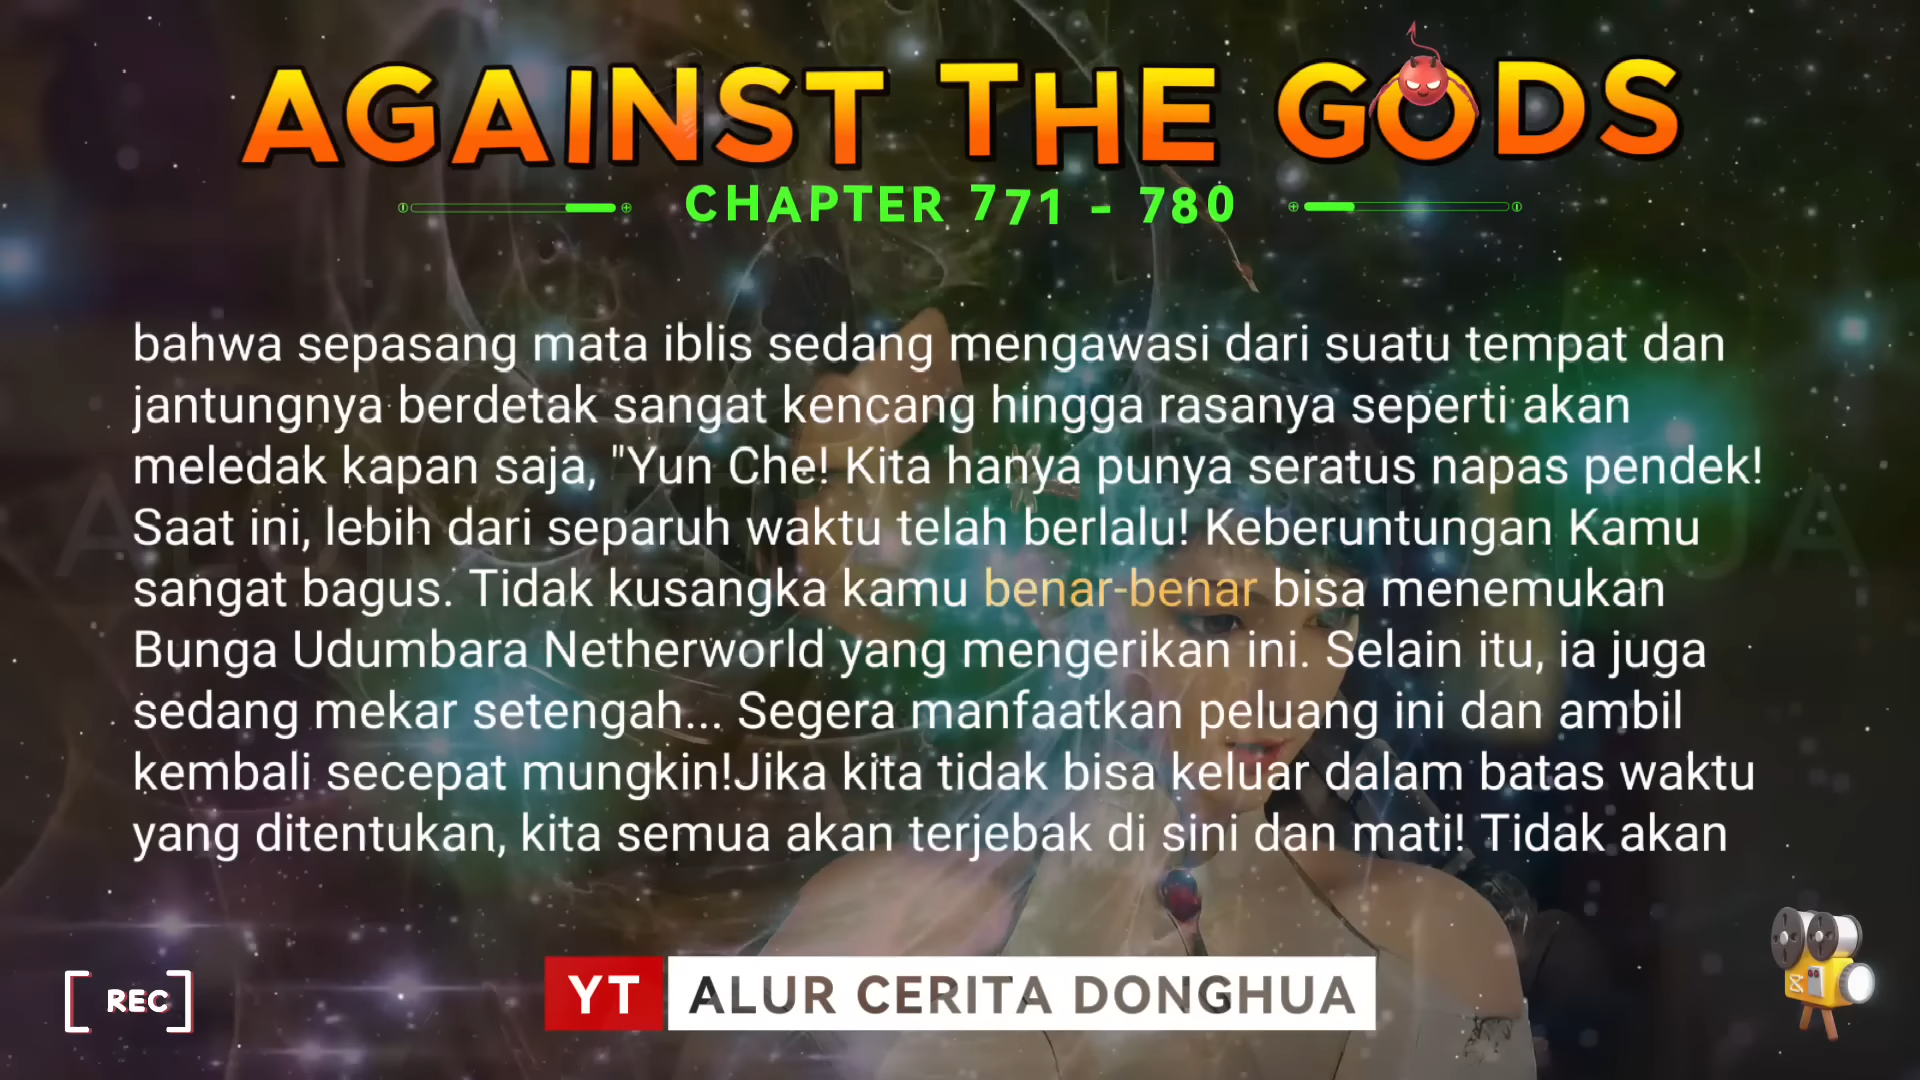 AGAINST THE GODS
CHAPTER 771 - 780
bahwa sepasang mata iblis sedang mengawasi dari suatu tempat dan
jantungnya berdetak sangat kencang hingga rasanya seperti akan
meledak kapan saja, "Yun Che! Kita hanya punya seratus napas pendek!
Saat ini, lebih dari separuh waktu telah berlalu! Keberuntungan Kamu
sangat bagus. Tidak kusangka kamu benar-benar bisa menemukan
Bunga Udumbara Netherworld yang mengerikan ini. Selain itu, ia juga
sedang mekar setengah... Segera manfaatkan peluang ini dan ambil
kembali secepat mungkin!Jika kita tidak bisa keluar dalam batas waktu
yang ditentukan, kita semua akan terjebak di sini dan mati! Tidak akan
REC
YT ALUR CERITA DONGHUA